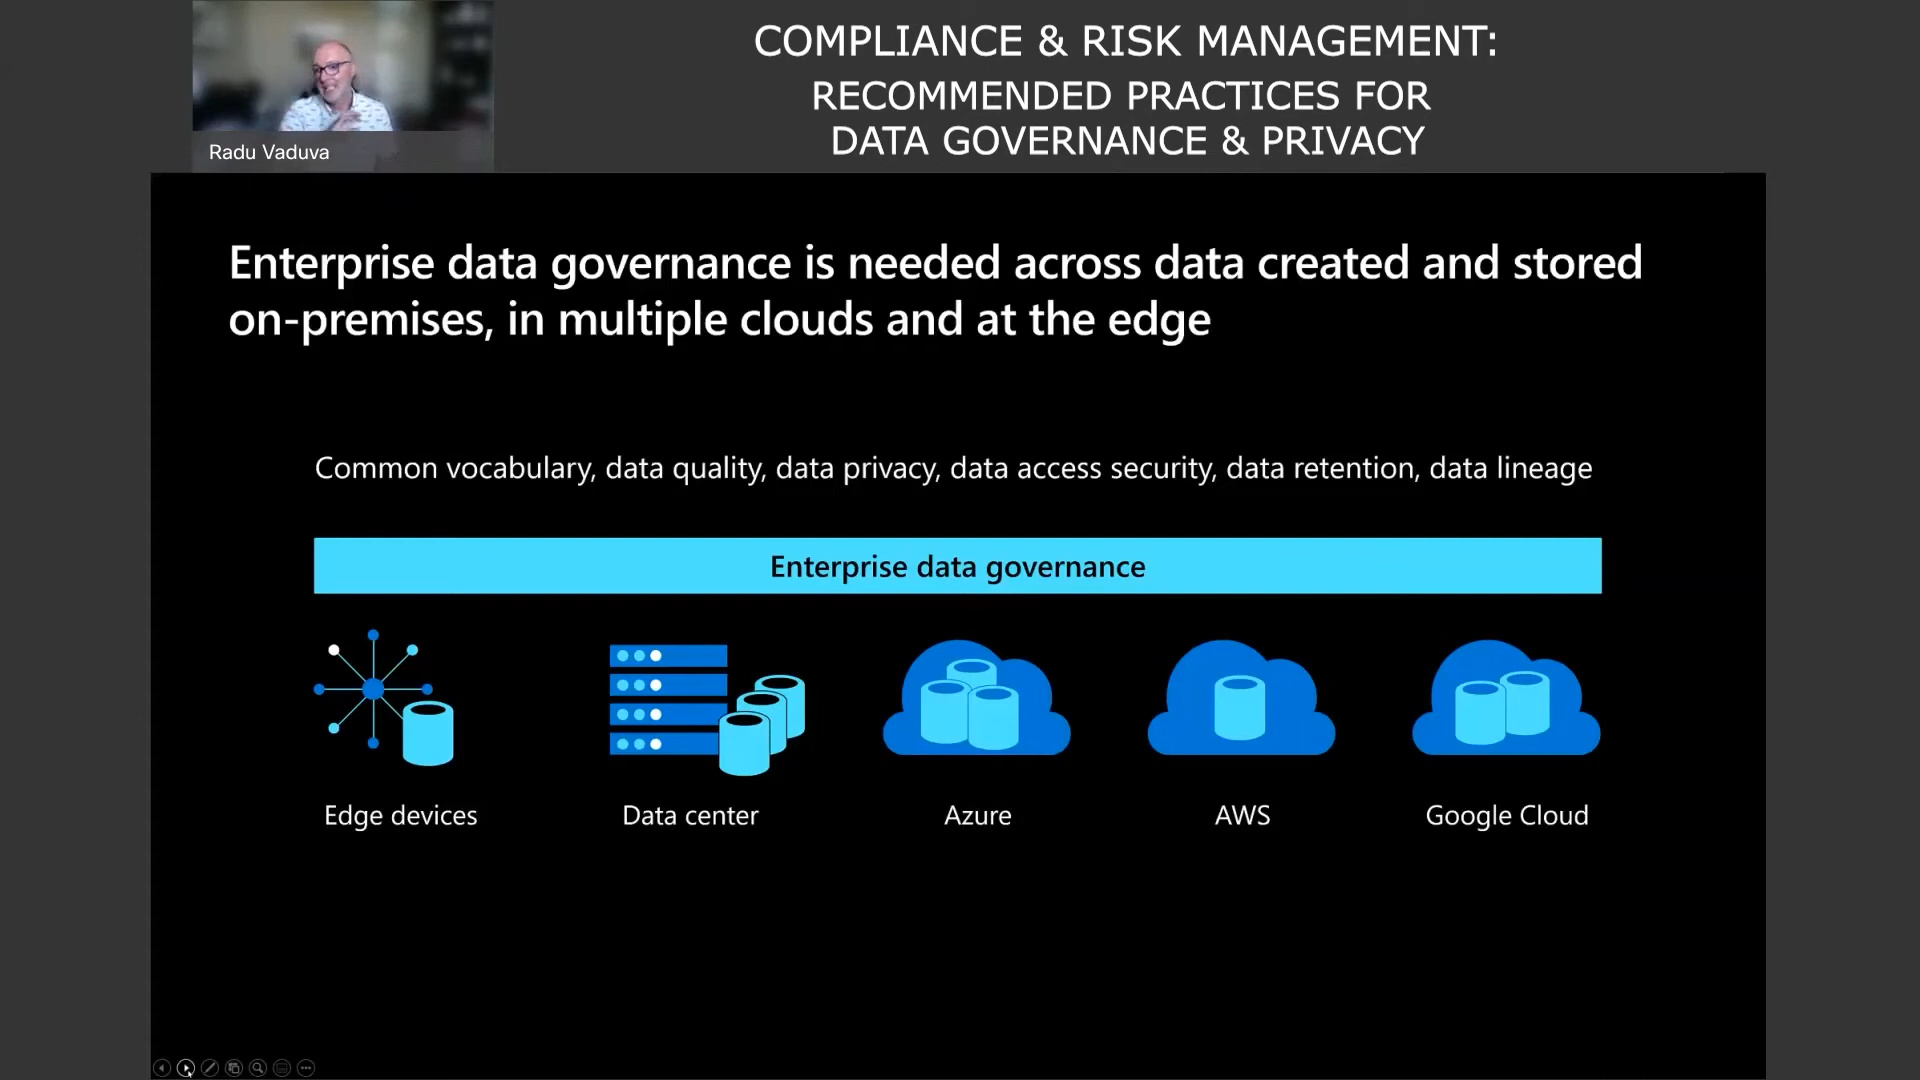 COMPLIANCE & RISK MANAGEMENT:
RECOMMENDED PRACTICES FOR
DATA GOVERNANCE & PRIVACY
Radu Vaduva
Enterprise data governance is needed across data created and stored
on-premises, in multiple clouds and at the edge
Common vocabulary, data quality, data privacy, data access security, data retention, data lineage
Enterprise data governance
Edge devices
Data center
Azure
AWS
Google Cloud